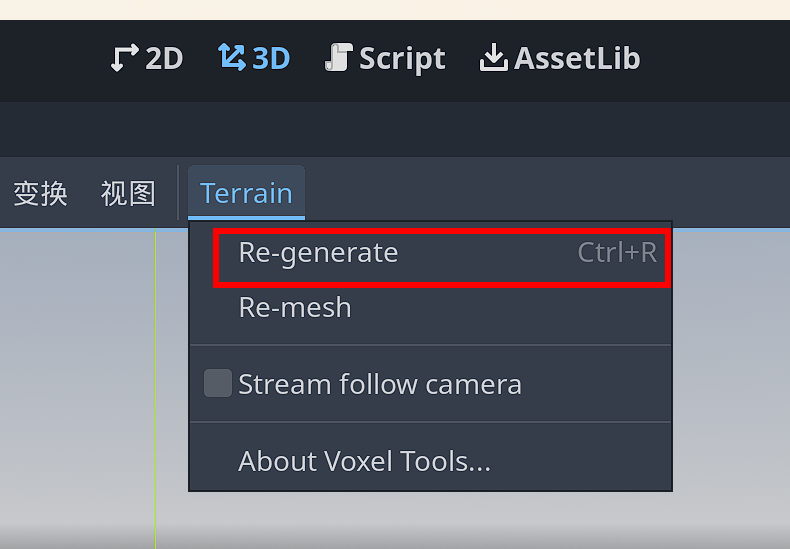 2D 3D Script AssetLib
变换 视图 Terrain
Re-generate Ctrl+R
Re-mesh
Stream follow camera
About Voxel Tools...